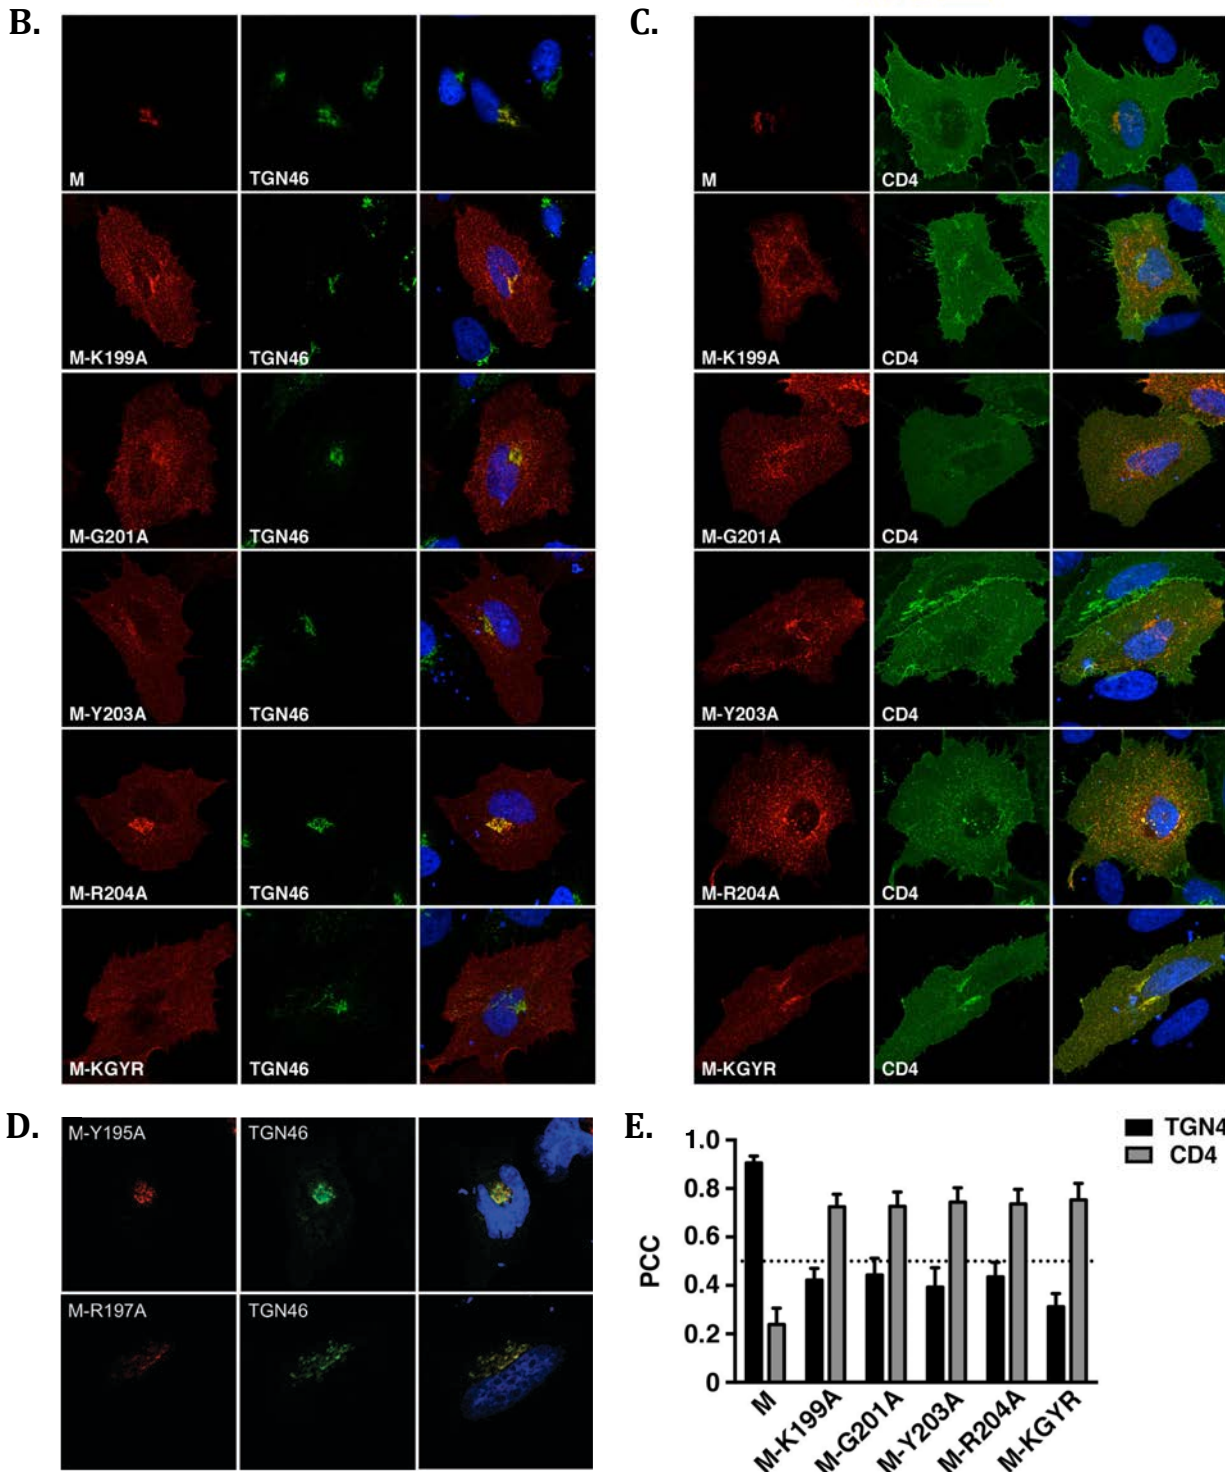 B.
M
TGN46
M-K199A
TGN46
M-G201A
TGN46
M-Y203A
TGN46
M-R204A
TGN46
M-KGYR
TGN46
C.
M
CD4
M-K199A
CD4
M-G201A
CD4
M-Y203A
CD4
M-R204A
CD4
M-KGYR
CD4
D.
M-Y195A
TGN46
M-R197A
TGN46
E.
TGN4
CD4
1.0
0.8
0.6
0.4
0.2
0
PCC
M
M-K199A
M-G201A
M-Y203A
M-R204A
M-KGYR